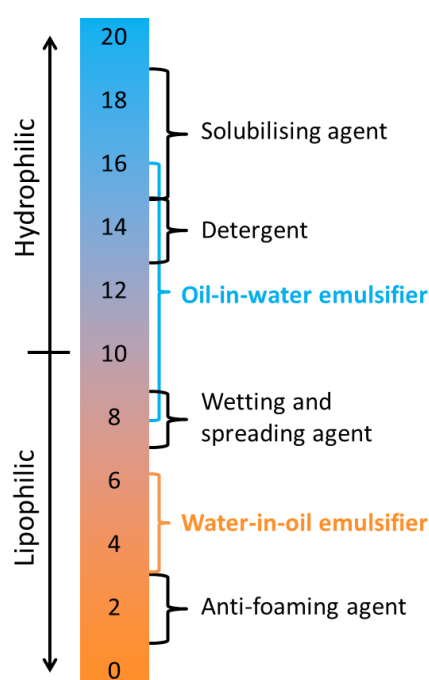 20
18
16
14
12
10
8
6
4
2
0
Hydrophilic
Lipophilic
Solubilising agent
Detergent
Oil-in-water emulsifier
Wetting and
spreading agent
Water-in-oil emulsifier
Anti-foaming agent